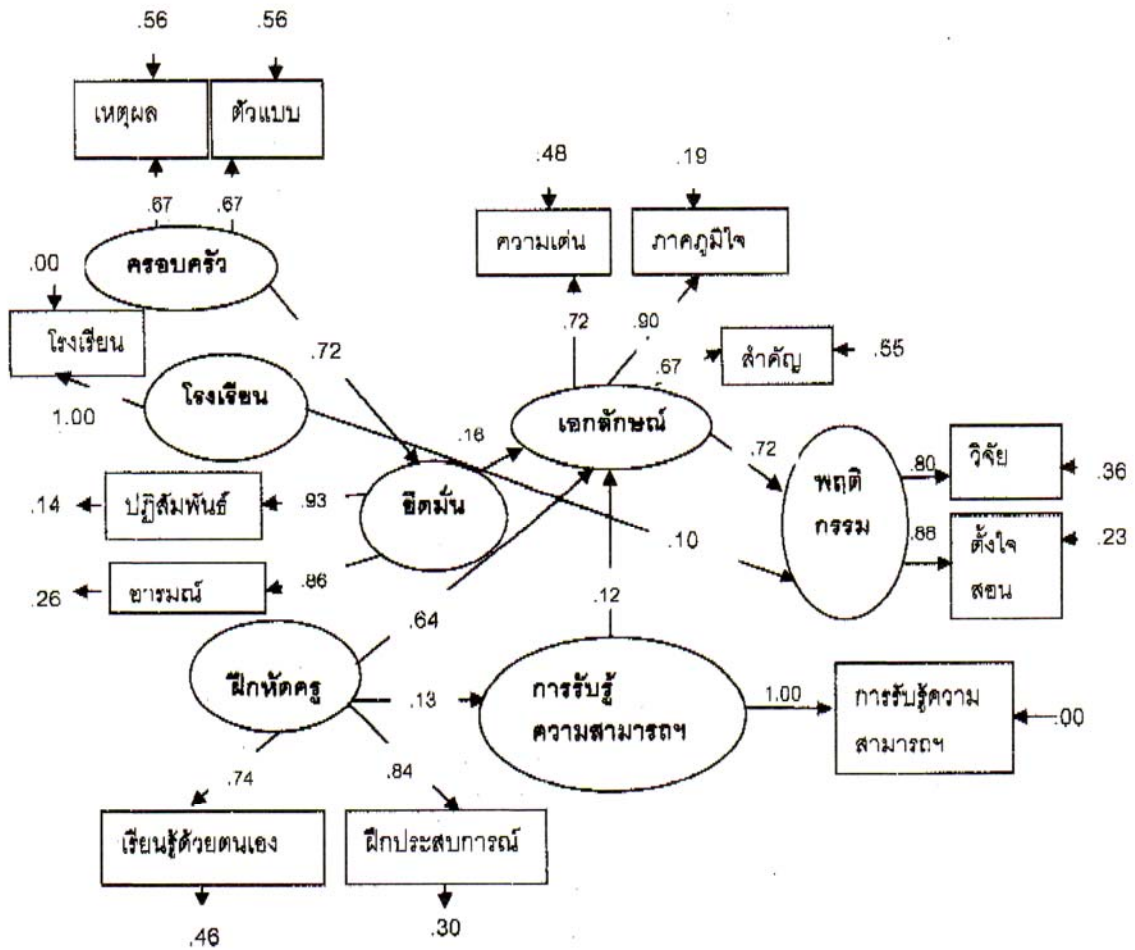 .56 .56
เหตุผล ตัวแบบ
.67 .67
ครอบครัว
.48 .19
ความเด่น ภาคภูมิใจ
.00
โรงเรียน
.72 .90
.72
.67 สำคัญ .55
โรงเรียน
1.00
เอกลักษณ์
.16
.72
ยึดมั่น
.14 ปฏิสัมพันธ์ .93
พฤติ
กรรม
.80 วิจัย .36
.10
.88 ตั้งใจ
สอน
.23
.26 อารมณ์ .86
.12
.64
ฝึกหัดครู
.13
การรับรู้
ความสามารถฯ
1.00
การรับรู้ความ
สามารถฯ
.00
.74 .84
เรียนรู้ด้วยตนเอง ฝึกประสบการณ์
.46 .30